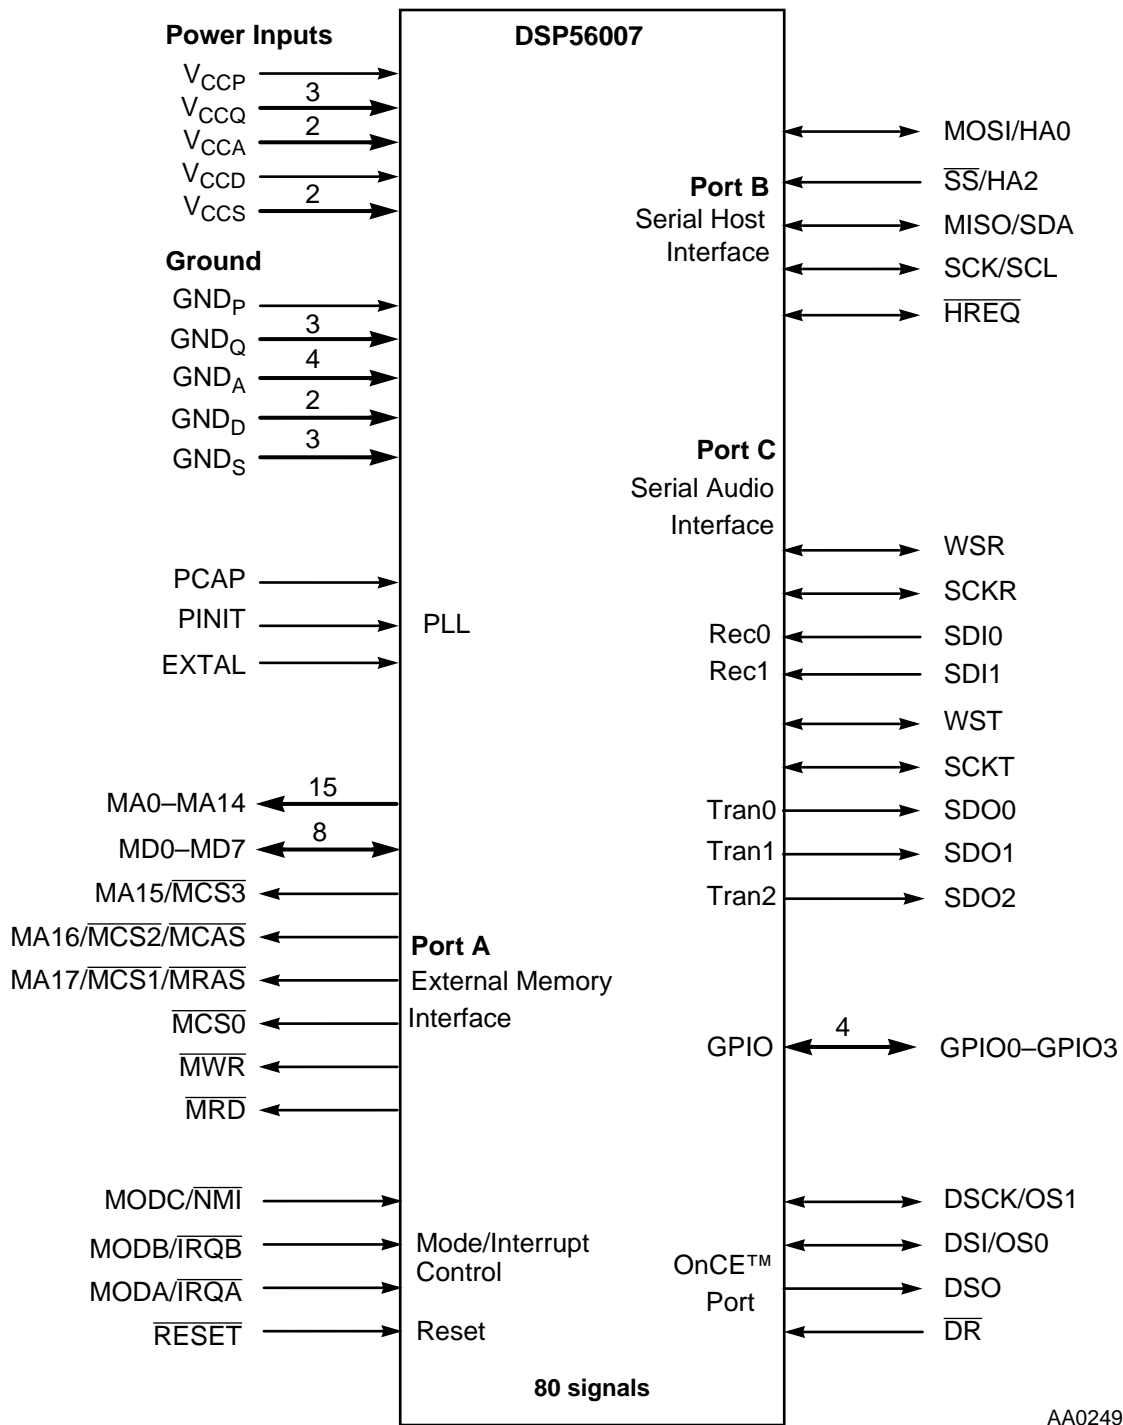 DSP56007
Power Inputs
VCCP
3
VCCQ
2
VCCA
VCCD
2
VCCS
Ground
GNDP
3
GNDQ
4
GNDA
2
GNDD
3
GNDS
PCAP
PINIT
EXTAL
PLL
15
MA0–MA14
8
MD0–MD7
MA15/MCS3
MA16/MCS2/MCAS
MA17/MCS1/MRAS
MCS0
MWR
MRD
Port A
External Memory
Interface
MODC/NMI
MODB/IRQB
MODA/IRQA
RESET
Mode/Interrupt
Control
Reset
Port B
Serial Host
Interface
MOSI/HA0
SS/HA2
MISO/SDA
SCK/SCL
HREQ
Port C
Serial Audio
Interface
WSR
SCKR
Rec0 SDI0
Rec1 SDI1
WST
SCKT
Tran0 SDO0
Tran1 SDO1
Tran2 SDO2
4
GPIO GPIO0–GPIO3
OnCE™
Port
DSCK/OS1
DSI/OS0
DSO
DR
80 signals
AA0249